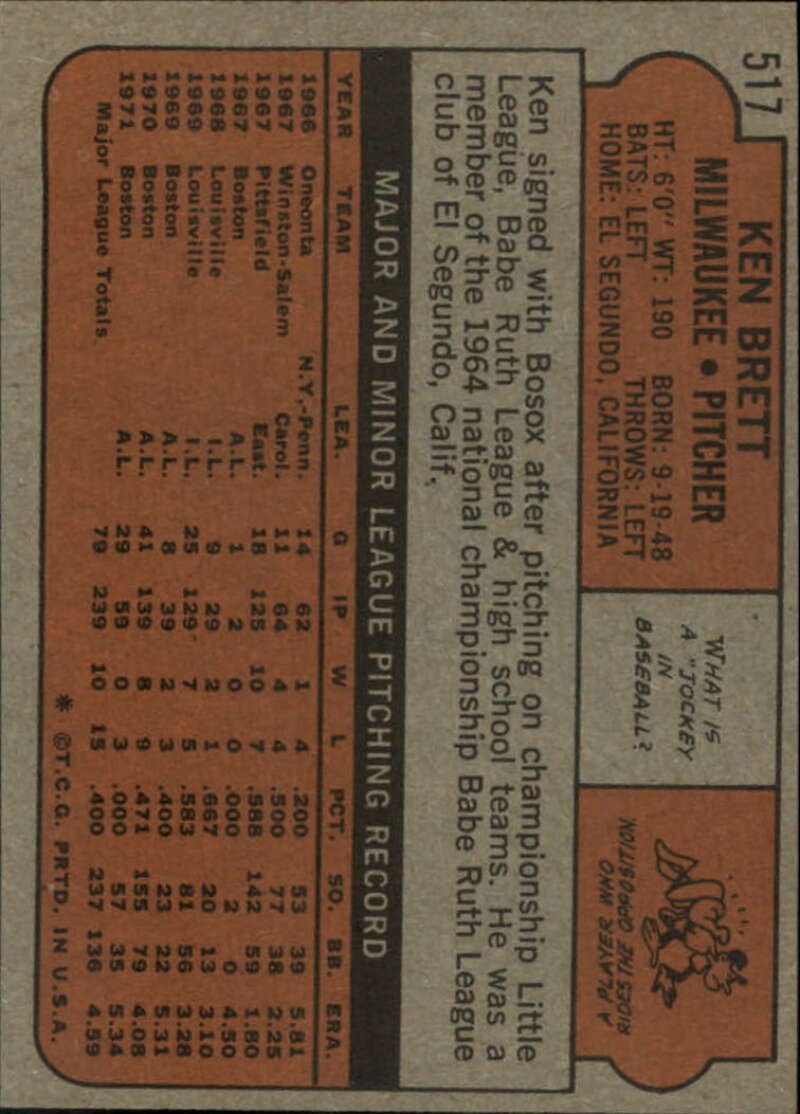 517
KEN BRETT
MILWAUKEE • PITCHER
HT: 6'0" WT: 190 BORN: 9-19-48
BATS: LEFT THROWS: LEFT
HOME: EL SEGUNDO, CALIFORNIA
WHAT IS
A "JOCKEY
IN
BASEBALL?
A PLAYER WHO
RIDES THE OPPOSITION
Ken signed with Bosox after pitching on championship Little
League, Babe Ruth League & high school teams. He was a
member of the 1964 national championship Babe Ruth League
club of El Segundo, Calif.
MAJOR AND MINOR LEAGUE PITCHING RECORD
YEAR TEAM LEA. G IP W L PCT. SO. BB. ERA.
1966 Oneonta N.Y.-Penn. 14 62 1 4 .200 53 39 5.81
1967 Winston-Salem Carol. 11 64 4 4 .500 77 38 2.25
1967 Pittsfield East. 18 125 10 7 .588 142 59 1.80
1967 Boston A.L. 1 2 0 0 .000 2 0 4.50
1968 Louisville I.L. 9 29 2 1 .667 20 13 3.10
1969 Louisville I.L. 25 129 7 5 .583 81 56 3.28
1969 Boston A.L. 8 39 2 3 .400 23 22 5.31
1970 Boston A.L. 41 139 8 9 .471 155 79 4.08
1971 Boston A.L. 29 59 0 3 .000 57 35 5.34
Major League Totals 79 239 10 15 .400 237 136 4.59
* ©T.C.G. PRTD. IN U.S.A.